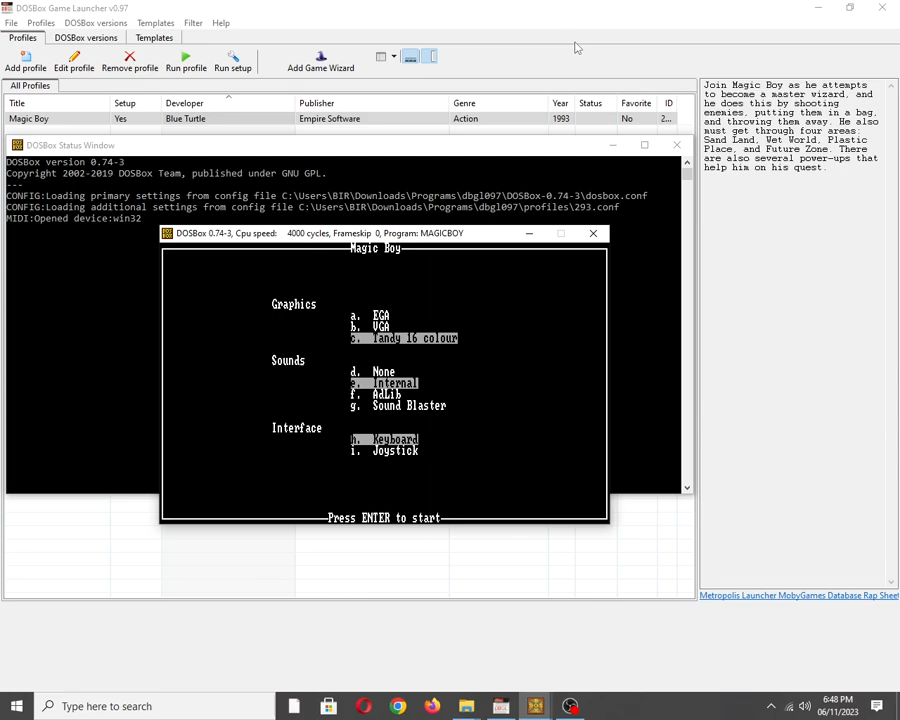 DOSBox Game Launcher v0.97
File Profiles DOSBox versions Templates Filter Help
Profiles DOSBox versions Templates
Add profile Edit profile Remove profile Run profile Run setup Add Game Wizard
All Profiles
Title Setup Developer Publisher Genre Year Status Favorite ID
Magic Boy Yes Blue Turtle Empire Software Action 1993 No 2...
DOSBox Status Window
DOSBox version 0.74-3
Copyright 2002-2019 DOSBox Team, published under GNU GPL.
---
CONFIG:Loading primary settings from config file C:\Users\BIR\Downloads\Programs\dbgl097\DOSBox-0.74-3\dosbox.conf
CONFIG:Loading additional settings from config file C:\Users\BIR\Downloads\Programs\dbgl097\profiles\293.conf
MIDI:Opened device:win32
DOSBox 0.74-3, Cpu speed: 4000 cycles, Frameskip 0, Program: MAGICBOY
Magic Boy
Graphics
a. EGA
b. VGA
c. Tandy 16 colour
Sounds
d. None
e. Internal
f. AdLib
g. Sound Blaster
Interface
h. Keyboard
i. Joystick
Press ENTER to start
Join Magic Boy as he attempts
to become a master wizard, and
he does this by shooting
enemies, putting them in a bag,
and throwing them away. He also
must get through four areas:
Sand Land, Wet World, Plastic
Place, and Future Zone. There
are also several power-ups that
help him on his quest.
Metropolis Launcher MobyGames Database Rap Sheet
Type here to search
6:48 PM
06/11/2023